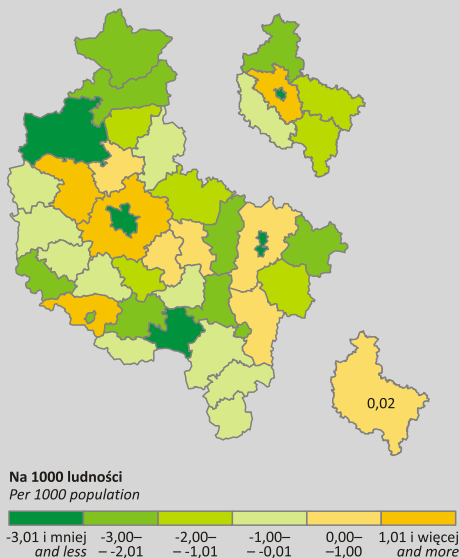 0,02
Na 1000 ludności
Per 1000 population
-3,01 i mniej -3,00– -2,00– -1,00– 0,00– 1,01 i więcej
and less – -2,01 – -1,01 – -0,01 –1,00 and more